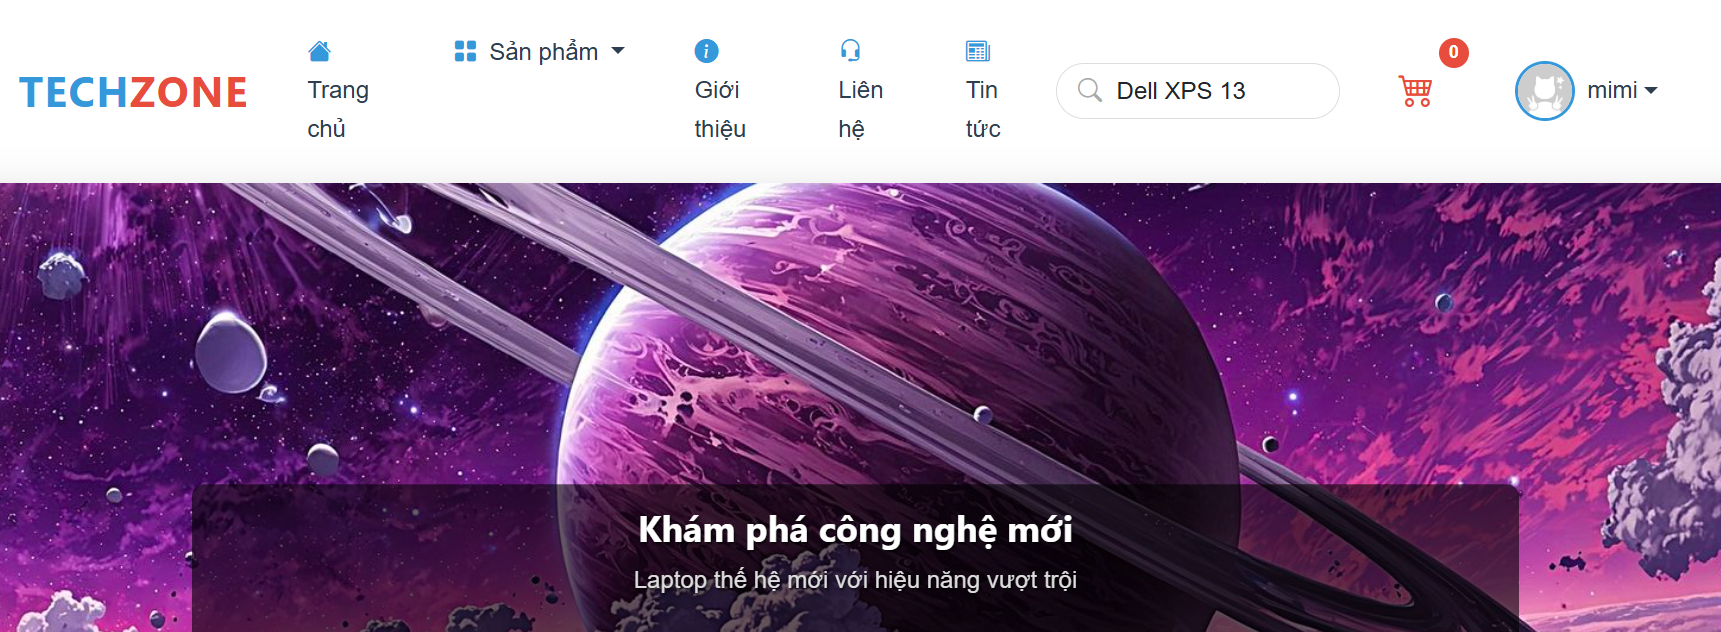 TECHZONE
Trang
chủ
Sản phẩm
Giới
thiệu
Liên
hệ
Tin
tức
Dell XPS 13
0
mimi
Khám phá công nghệ mới
Laptop thế hệ mới với hiệu năng vượt trội